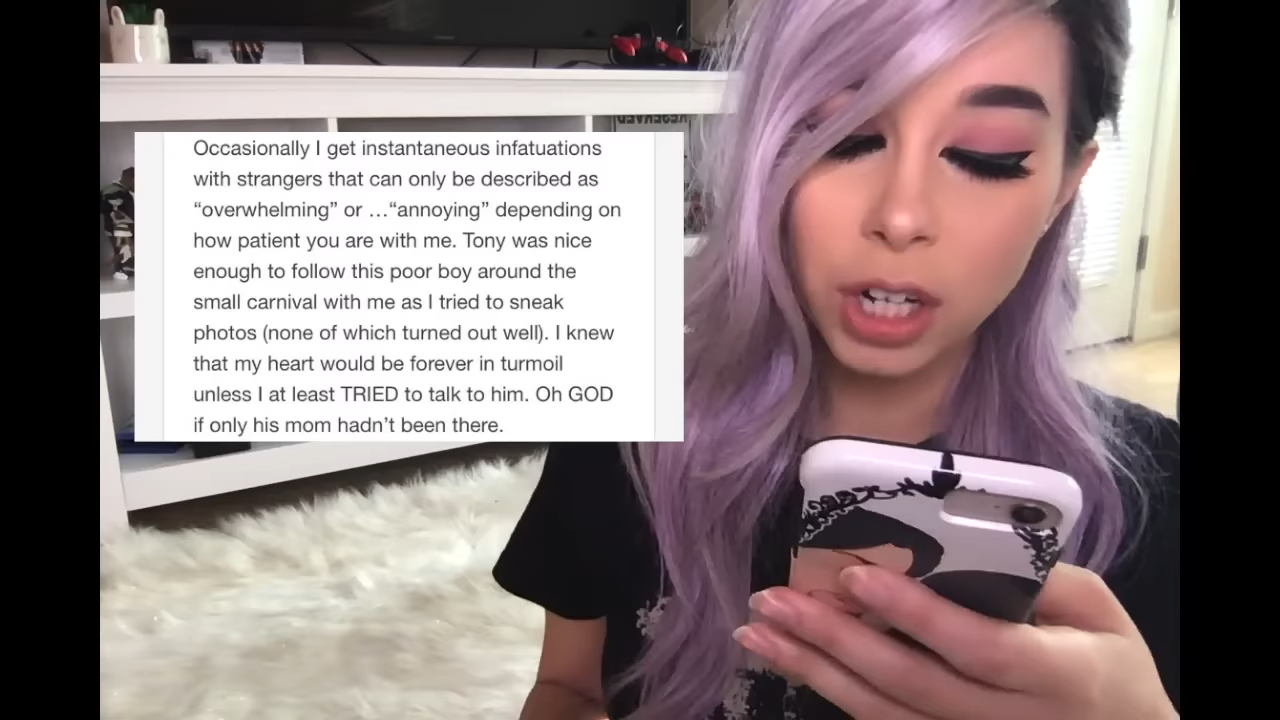 RESERVED
Occasionally I get instantaneous infatuations
with strangers that can only be described as
“overwhelming” or …“annoying” depending on
how patient you are with me. Tony was nice
enough to follow this poor boy around the
small carnival with me as I tried to sneak
photos (none of which turned out well). I knew
that my heart would be forever in turmoil
unless I at least TRIED to talk to him. Oh GOD
if only his mom hadn’t been there.